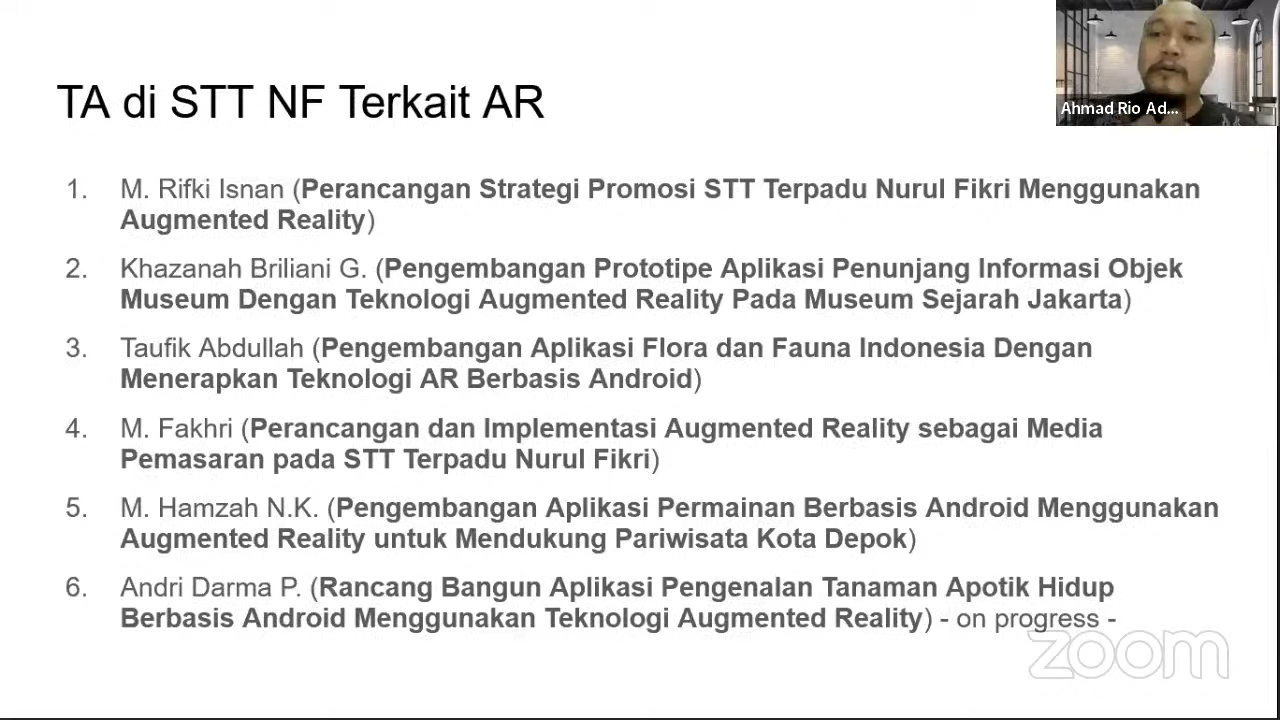 TA di STT NF Terkait AR
Ahmad Rio Ad...
1. M. Rifki Isnan (Perancangan Strategi Promosi STT Terpadu Nurul Fikri Menggunakan
Augmented Reality)
2. Khazanah Briliani G. (Pengembangan Prototipe Aplikasi Penunjang Informasi Objek
Museum Dengan Teknologi Augmented Reality Pada Museum Sejarah Jakarta)
3. Taufik Abdullah (Pengembangan Aplikasi Flora dan Fauna Indonesia Dengan
Menerapkan Teknologi AR Berbasis Android)
4. M. Fakhri (Perancangan dan Implementasi Augmented Reality sebagai Media
Pemasaran pada STT Terpadu Nurul Fikri)
5. M. Hamzah N.K. (Pengembangan Aplikasi Permainan Berbasis Android Menggunakan
Augmented Reality untuk Mendukung Pariwisata Kota Depok)
6. Andri Darma P. (Rancang Bangun Aplikasi Pengenalan Tanaman Apotik Hidup
Berbasis Android Menggunakan Teknologi Augmented Reality) - on progress -
zoom